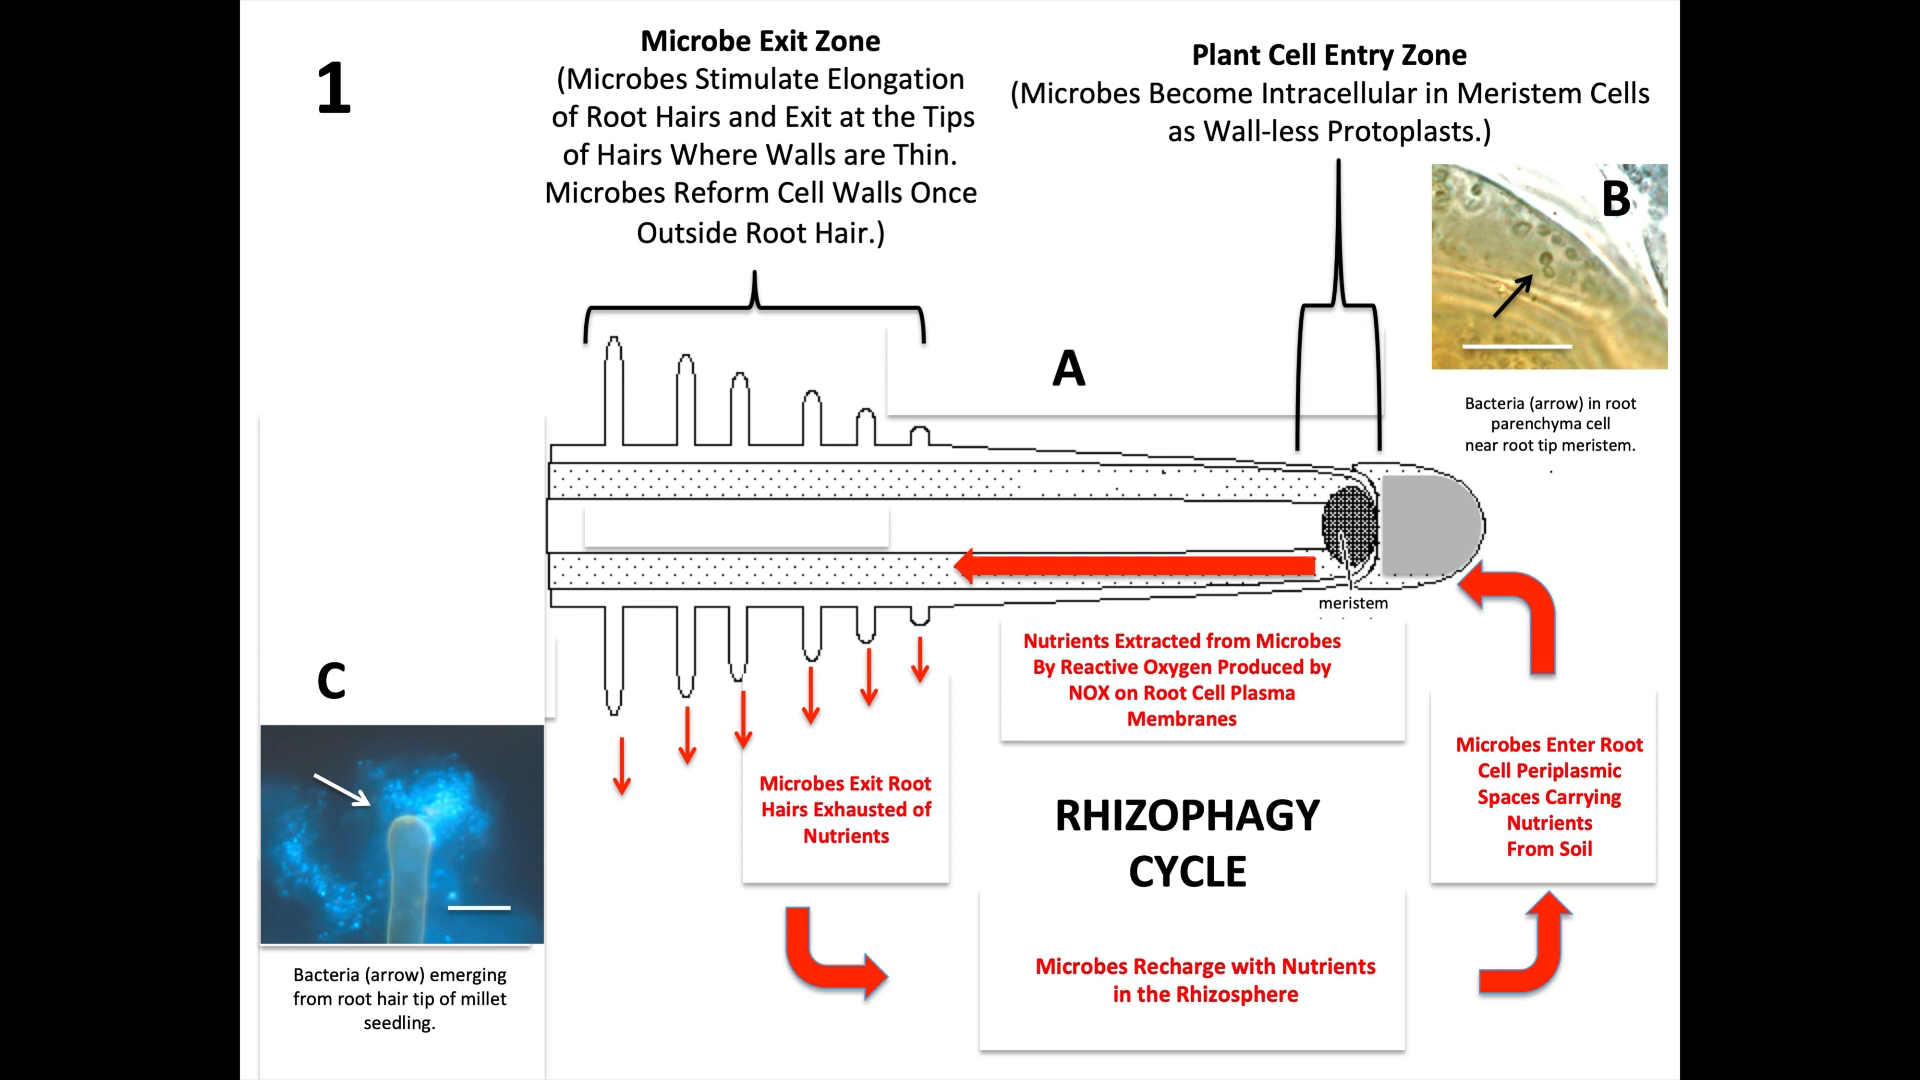 1
Microbe Exit Zone
(Microbes Stimulate Elongation
of Root Hairs and Exit at the Tips
of Hairs Where Walls are Thin.
Microbes Reform Cell Walls Once
Outside Root Hair.)
Plant Cell Entry Zone
(Microbes Become Intracellular in Meristem Cells
as Wall-less Protoplasts.)
B
Bacteria (arrow) in root
parenchyma cell
near root tip meristem.
A
meristem
Nutrients Extracted from Microbes
By Reactive Oxygen Produced by
NOX on Root Cell Plasma
Membranes
C
Bacteria (arrow) emerging
from root hair tip of millet
seedling.
Microbes Exit Root
Hairs Exhausted of
Nutrients
RHIZOPHAGY
CYCLE
Microbes Recharge with Nutrients
in the Rhizosphere
Microbes Enter Root
Cell Periplasmic
Spaces Carrying
Nutrients
From Soil